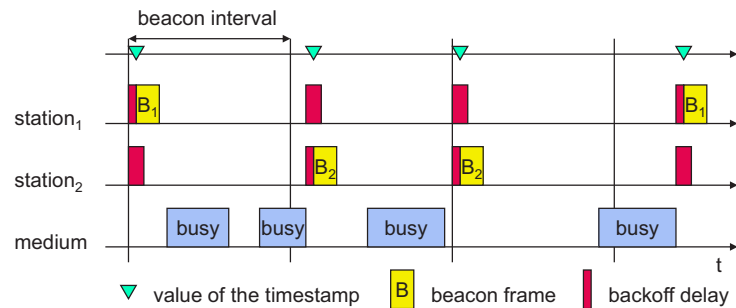 beacon interval
station₁ B₁ B₁
station₂ B₂ B₂
medium busy busy busy busy
t
value of the timestamp B beacon frame backoff delay